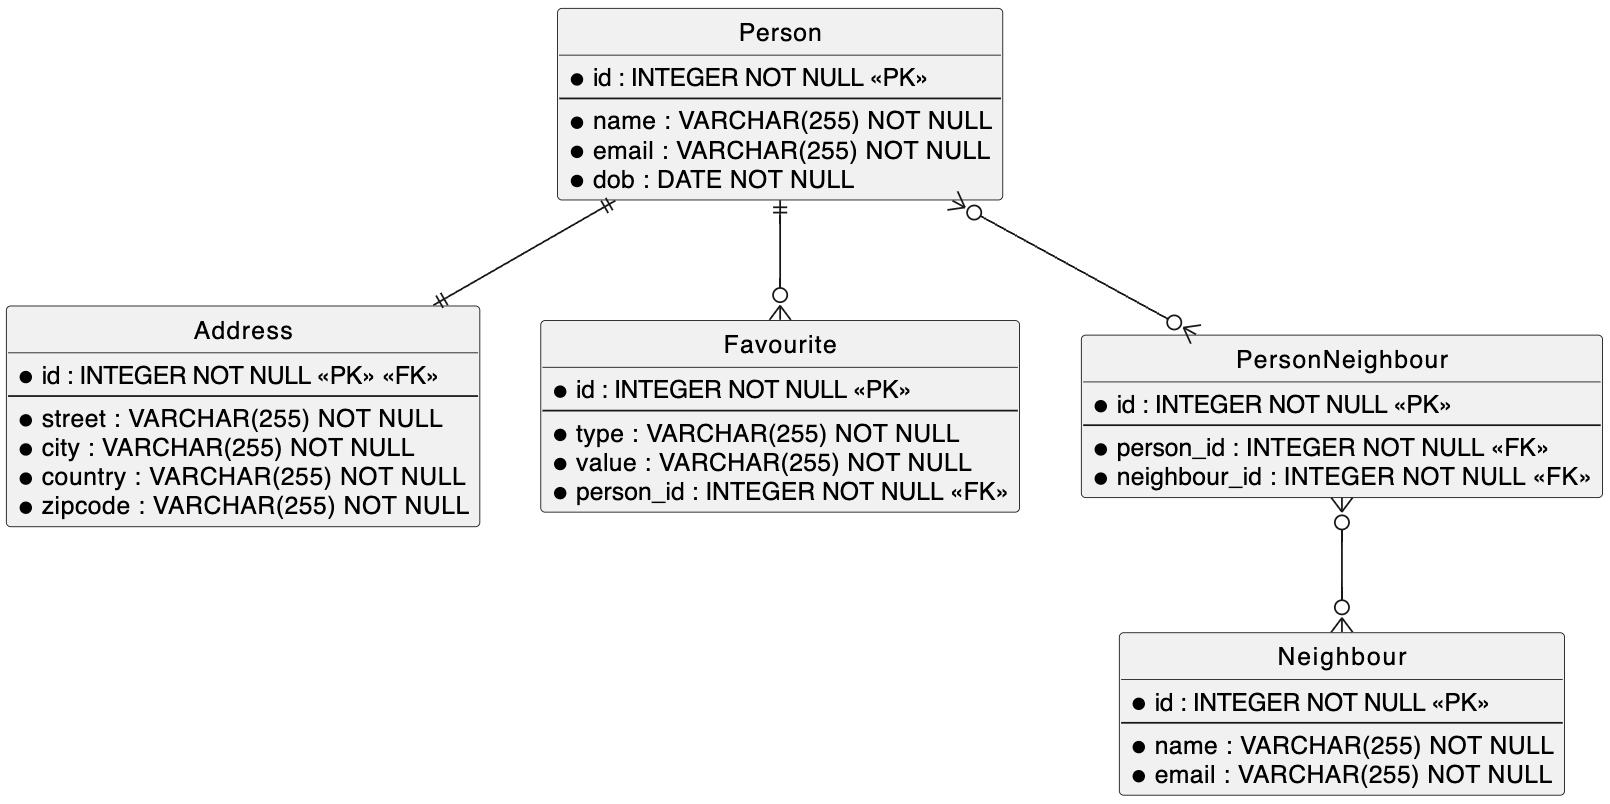 Person
id : INTEGER NOT NULL «PK»
name : VARCHAR(255) NOT NULL
email : VARCHAR(255) NOT NULL
dob : DATE NOT NULL
Address
id : INTEGER NOT NULL «PK» «FK»
street : VARCHAR(255) NOT NULL
city : VARCHAR(255) NOT NULL
country : VARCHAR(255) NOT NULL
zipcode : VARCHAR(255) NOT NULL
Favourite
id : INTEGER NOT NULL «PK»
type : VARCHAR(255) NOT NULL
value : VARCHAR(255) NOT NULL
person_id : INTEGER NOT NULL «FK»
PersonNeighbour
id : INTEGER NOT NULL «PK»
person_id : INTEGER NOT NULL «FK»
neighbour_id : INTEGER NOT NULL «FK»
Neighbour
id : INTEGER NOT NULL «PK»
name : VARCHAR(255) NOT NULL
email : VARCHAR(255) NOT NULL